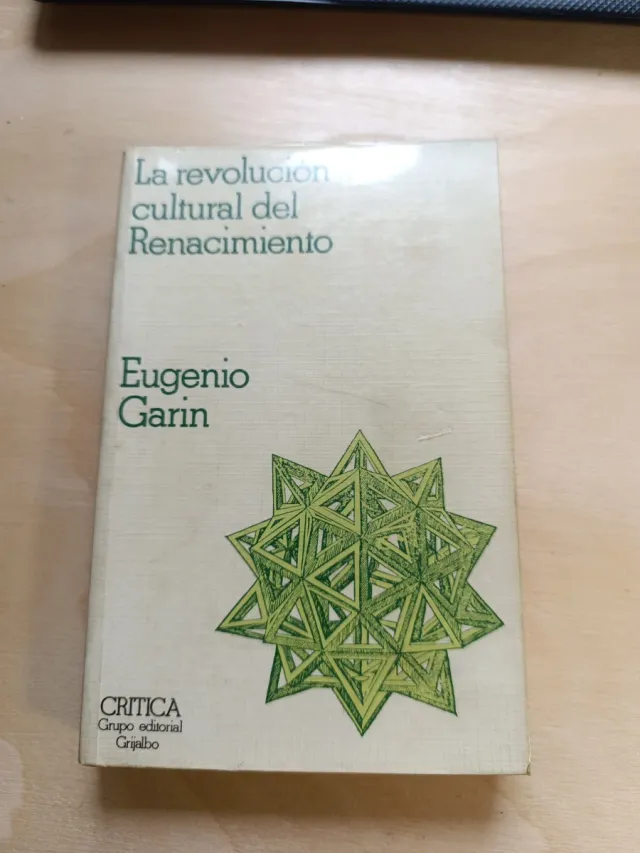 La revolución
cultural del
Renacimiento
Eugenio
Garin
CRITICA
Grupo editorial
Grijalbo